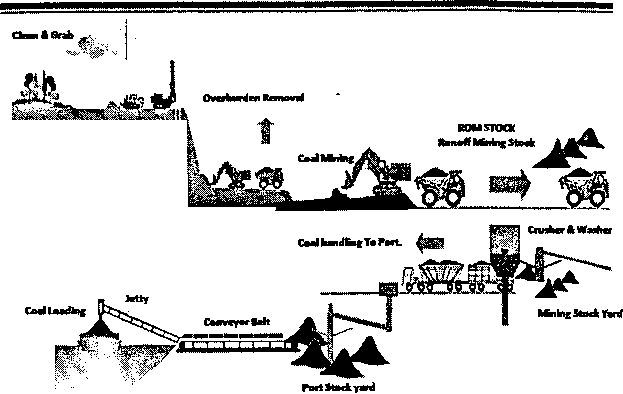 Clean & Grab
Overburden Removal
Coal Mining
ROM STOCK
Runoff Mining Stock
Crusher & Washer
Coal handling To Port.
Mining Stock Yard
Coal Loading
Jetty
Conveyor Belt
Port Stock yard